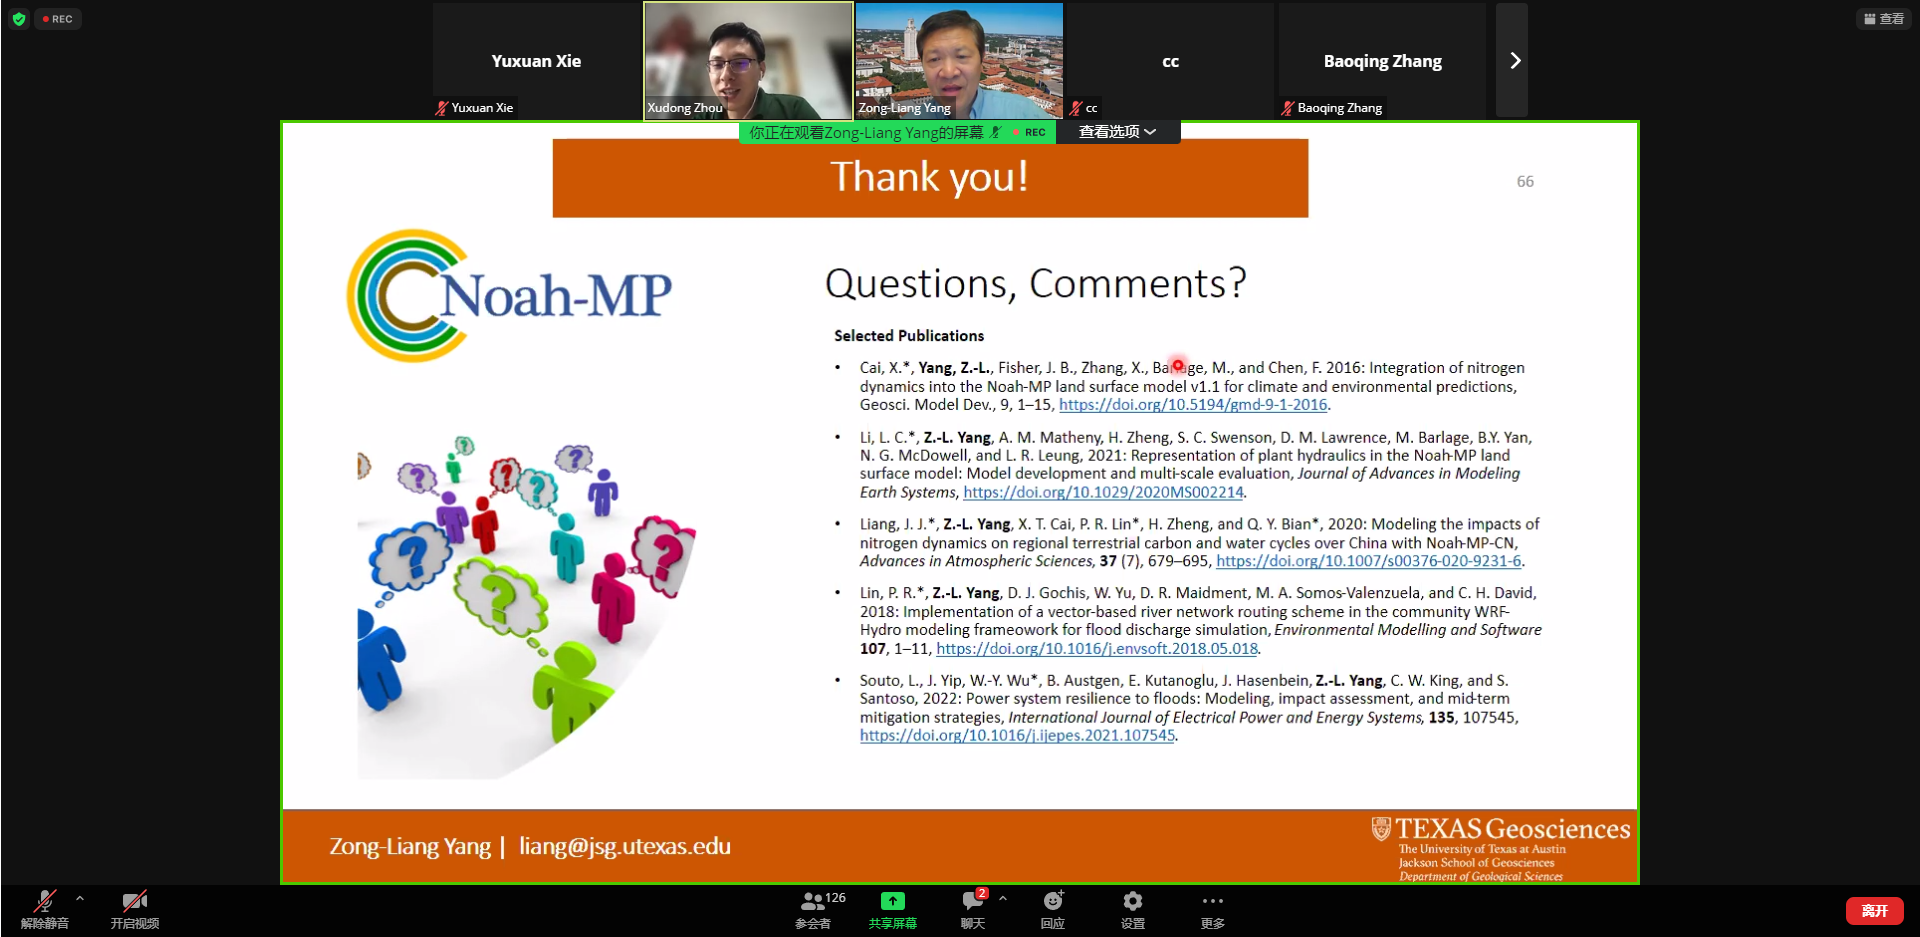 REC
查看
Yuxuan Xie
cc
Baoqing Zhang
Yuxuan Xie
Xudong Zhou
Zong-Liang Yang
cc
Baoqing Zhang
你正在观看Zong-Liang Yang的屏幕
REC
查看选项
Thank you!
66
Noah-MP
Questions, Comments?
Selected Publications
• Cai, X.*, Yang, Z.-L., Fisher, J. B., Zhang, X., Barlage, M., and Chen, F. 2016: Integration of nitrogen
dynamics into the Noah-MP land surface model v1.1 for climate and environmental predictions,
Geosci. Model Dev., 9, 1–15, https://doi.org/10.5194/gmd-9-1-2016.
• Li, L. C.*, Z.-L. Yang, A. M. Matheny, H. Zheng, S. C. Swenson, D. M. Lawrence, M. Barlage, B.Y. Yan,
N. G. McDowell, and L. R. Leung, 2021: Representation of plant hydraulics in the Noah-MP land
surface model: Model development and multi-scale evaluation, Journal of Advances in Modeling
Earth Systems, https://doi.org/10.1029/2020MS002214.
• Liang, J. J.*, Z.-L. Yang, X. T. Cai, P. R. Lin*, H. Zheng, and Q. Y. Bian*, 2020: Modeling the impacts of
nitrogen dynamics on regional terrestrial carbon and water cycles over China with Noah-MP-CN,
Advances in Atmospheric Sciences, 37 (7), 679–695, https://doi.org/10.1007/s00376-020-9231-6.
• Lin, P. R.*, Z.-L. Yang, D. J. Gochis, W. Yu, D. R. Maidment, M. A. Somos-Valenzuela, and C. H. David,
2018: Implementation of a vector-based river network routing scheme in the community WRF-
Hydro modeling frameowork for flood discharge simulation, Environmental Modelling and Software
107, 1–11, https://doi.org/10.1016/j.envsoft.2018.05.018.
• Souto, L., J. Yip, W.-Y. Wu*, B. Austgen, E. Kutanoglu, J. Hasenbein, Z.-L. Yang, C. W. King, and S.
Santoso, 2022: Power system resilience to floods: Modeling, impact assessment, and mid-term
mitigation strategies, International Journal of Electrical Power and Energy Systems, 135, 107545,
https://doi.org/10.1016/j.ijepes.2021.107545.
Zong-Liang Yang | liang@jsg.utexas.edu
TEXAS Geosciences
The University of Texas at Austin
Jackson School of Geosciences
Department of Geological Sciences
解除静音
开启视频
126
参会者
共享屏幕
2
聊天
回应
设置
更多
离开